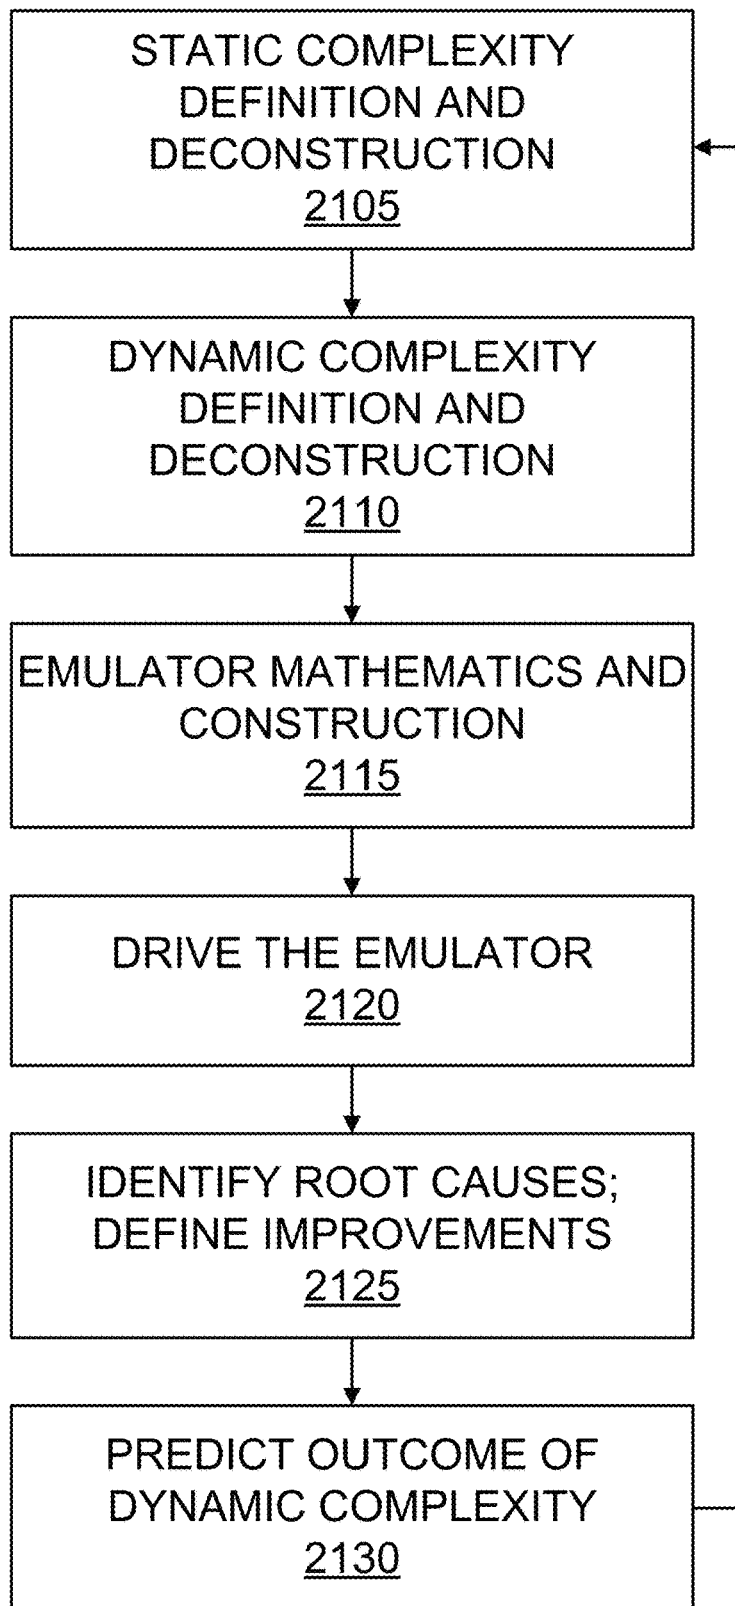 STATIC COMPLEXITY
DEFINITION AND
DECONSTRUCTION
2105
DYNAMIC COMPLEXITY
DEFINITION AND
DECONSTRUCTION
2110
EMULATOR MATHEMATICS AND
CONSTRUCTION
2115
DRIVE THE EMULATOR
2120
IDENTIFY ROOT CAUSES;
DEFINE IMPROVEMENTS
2125
PREDICT OUTCOME OF
DYNAMIC COMPLEXITY
2130